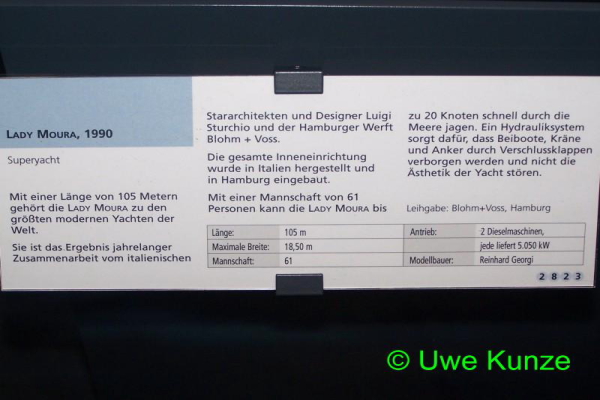 LADY MOURA, 1990
Superyacht
Mit einer Länge von 105 Metern
gehört die LADY MOURA zu den
größten modernen Yachten der
Welt.
Sie ist das Ergebnis jahrelanger
Zusammenarbeit vom italienischen
Stararchitekten und Designer Luigi
Sturchio und der Hamburger Werft
Blohm + Voss.
Die gesamte Inneneinrichtung
wurde in Italien hergestellt und
in Hamburg eingebaut.
Mit einer Mannschaft von 61
Personen kann die LADY MOURA bis
zu 20 Knoten schnell durch die
Meere jagen. Ein Hydrauliksystem
sorgt dafür, dass Beiboote, Kräne
und Anker durch Verschlussklappen
verborgen werden und nicht die
Ästhetik der Yacht stören.
Leihgabe: Blohm+Voss, Hamburg
Länge: 105 m
Maximale Breite: 18,50 m
Mannschaft: 61
Antrieb: 2 Dieselmaschinen,
jede liefert 5.050 kW
Modellbauer: Reinhard Georgi
2823
© Uwe Kunze